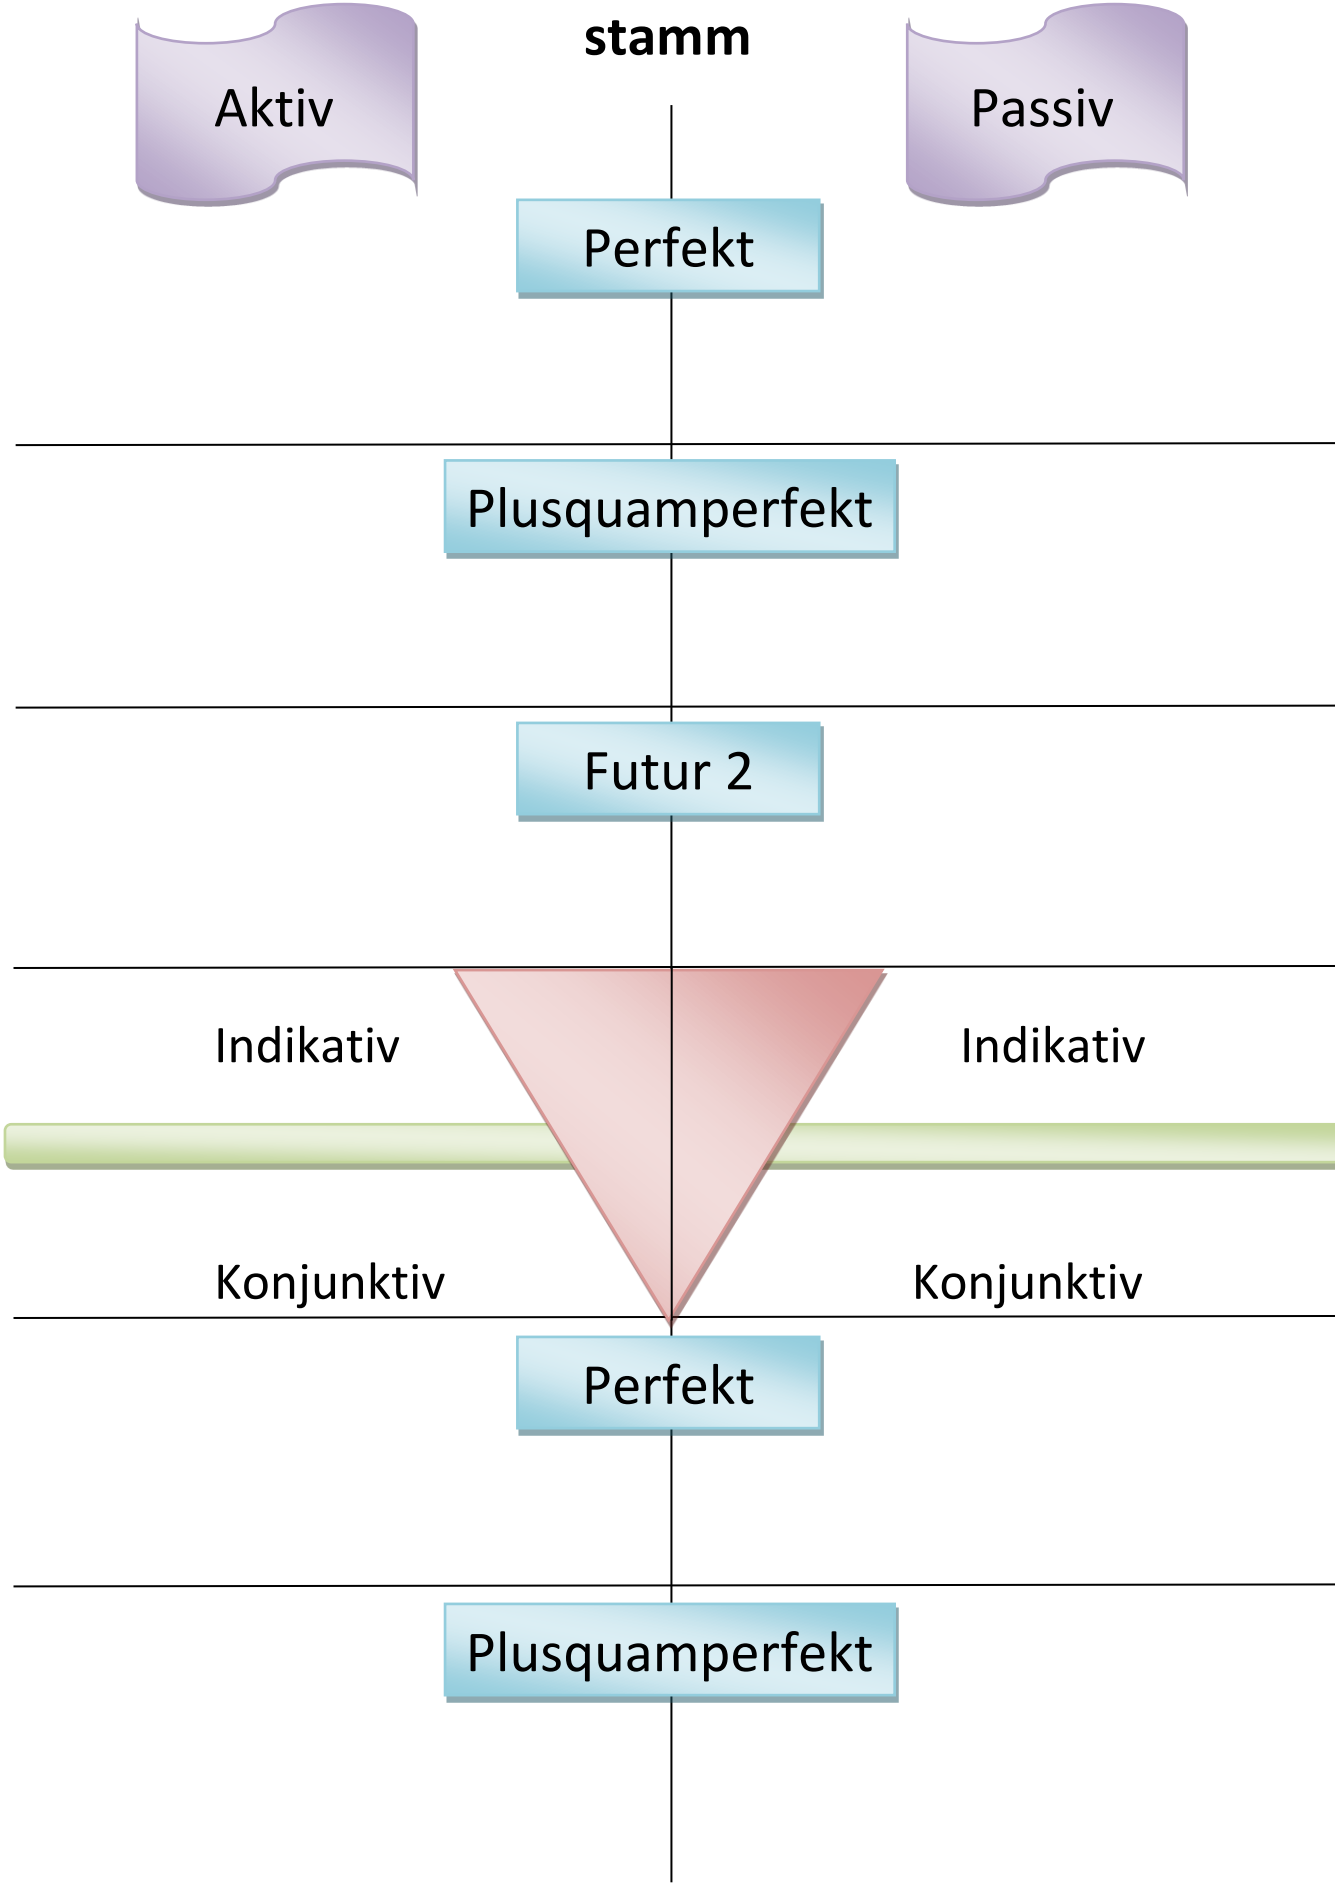 stamm
Aktiv
Passiv
Perfekt
Plusquamperfekt
Futur 2
Indikativ
Indikativ
Konjunktiv
Konjunktiv
Perfekt
Plusquamperfekt